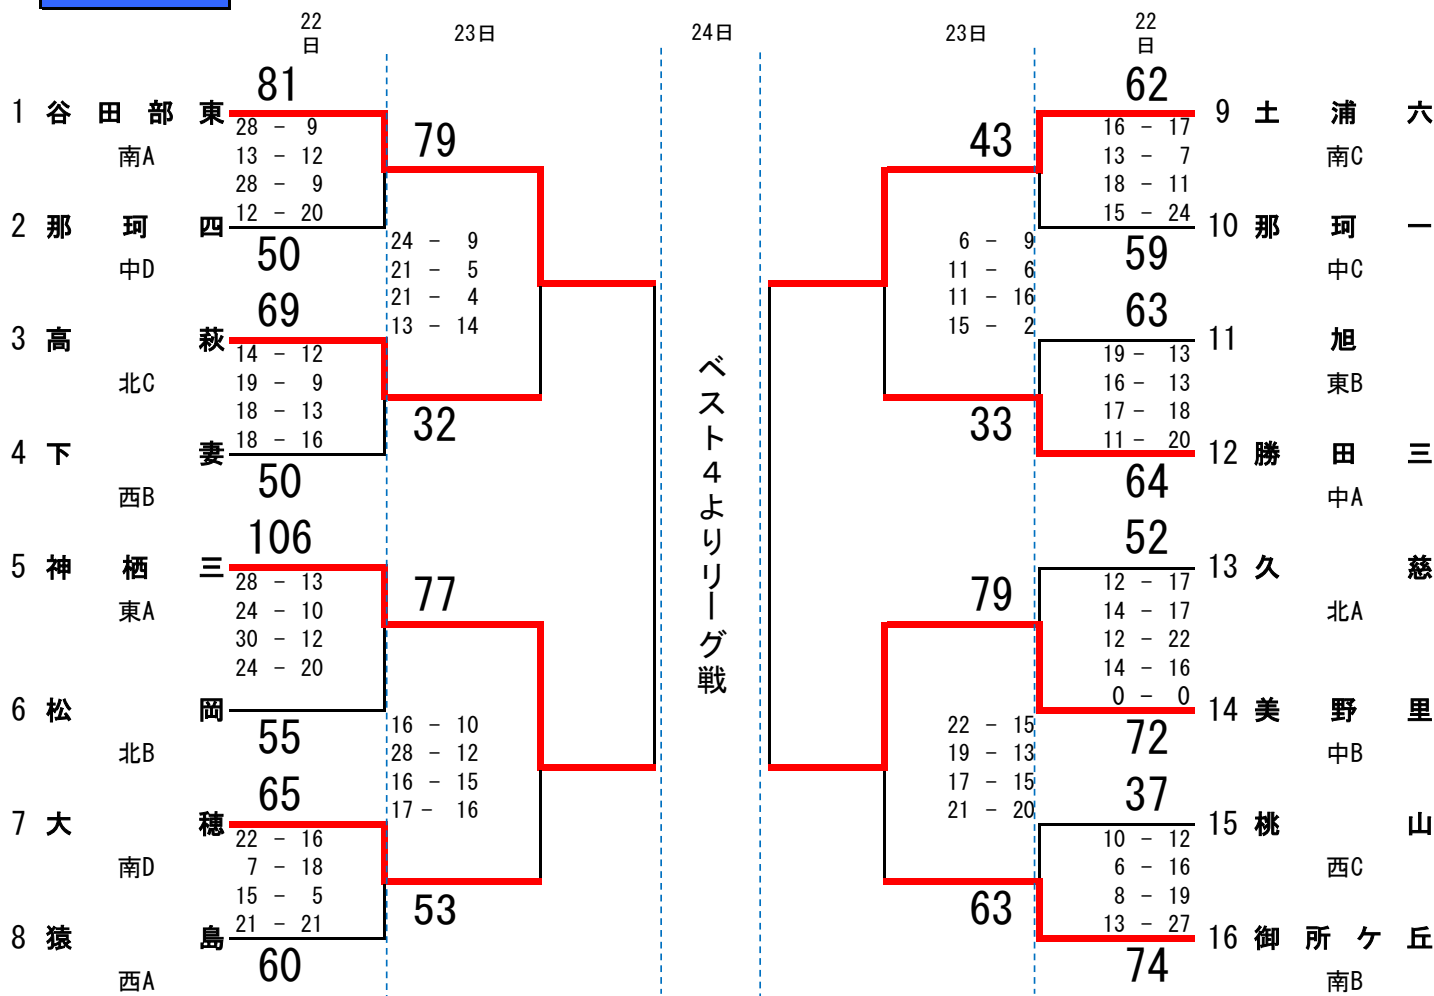 22日 23日 24日 23日 22日
81 62
1 谷田部東 9 土浦六
28 - 9 79 43 16 - 17
南A 13 - 12 13 - 7 南C
28 - 9 18 - 11
12 - 20 15 - 24
2 那珂四 10 那珂一
50 24 - 9 6 - 9 59
中D 21 - 5 11 - 6 中C
69 21 - 4 11 - 16 63
13 - 14 15 - 2
3 高萩 11 旭
14 - 12 19 - 13
北C 19 - 9 16 - 13 東B
18 - 13 32 33 17 - 18
18 - 16 11 - 20
4 下妻 12 勝田三
50 64
西B 中A
ベスト4よりリーグ戦
106 52
5 神栖三 13 久慈
28 - 13 77 79 12 - 17
東A 24 - 10 14 - 17 北A
30 - 12 12 - 22
24 - 20 14 - 16
0 - 0
6 松岡 14 美野里
55 16 - 10 22 - 15 72
北B 28 - 12 19 - 13 中B
65 16 - 15 17 - 15 37
17 - 16 21 - 20
7 大穂 15 桃山
22 - 16 10 - 12
南D 7 - 18 6 - 16 西C
15 - 5 53 63 8 - 19
21 - 21 13 - 27
8 猿島 16 御所ケ丘
60 74
西A 南B